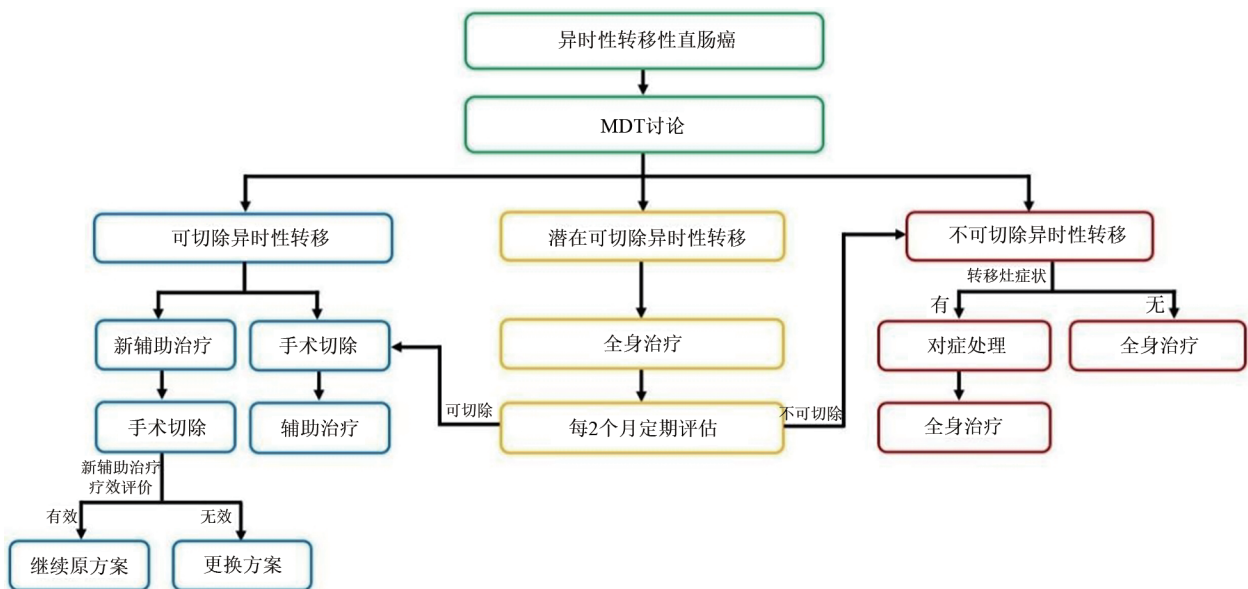 异时性转移性直肠癌
MDT讨论
可切除异时性转移
潜在可切除异时性转移
不可切除异时性转移
转移灶症状
有
无
新辅助治疗
手术切除
全身治疗
对症处理
全身治疗
可切除
不可切除
手术切除
辅助治疗
每2个月定期评估
全身治疗
新辅助治疗
疗效评价
有效
无效
继续原方案
更换方案